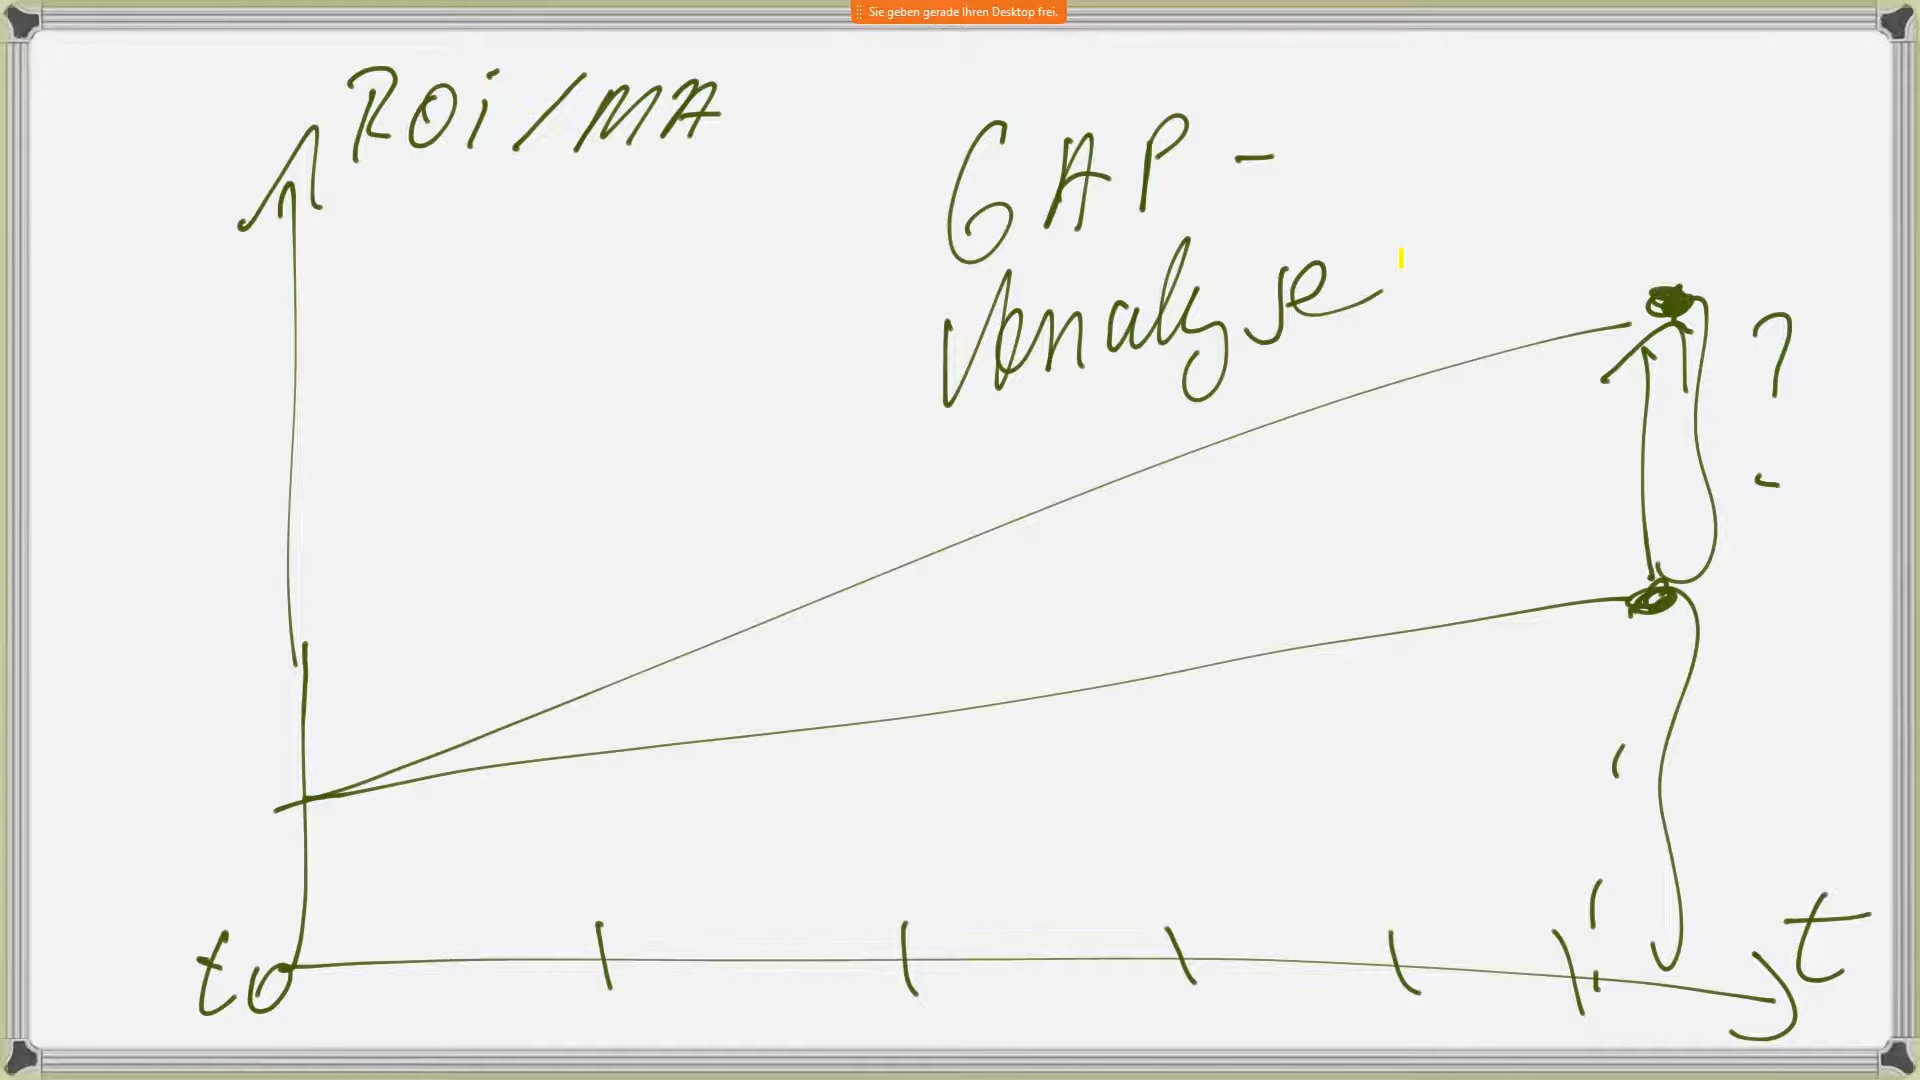 Sie geben gerade Ihren Desktop frei.
ROi/MA
GAP-
Analyse
?
t0
t